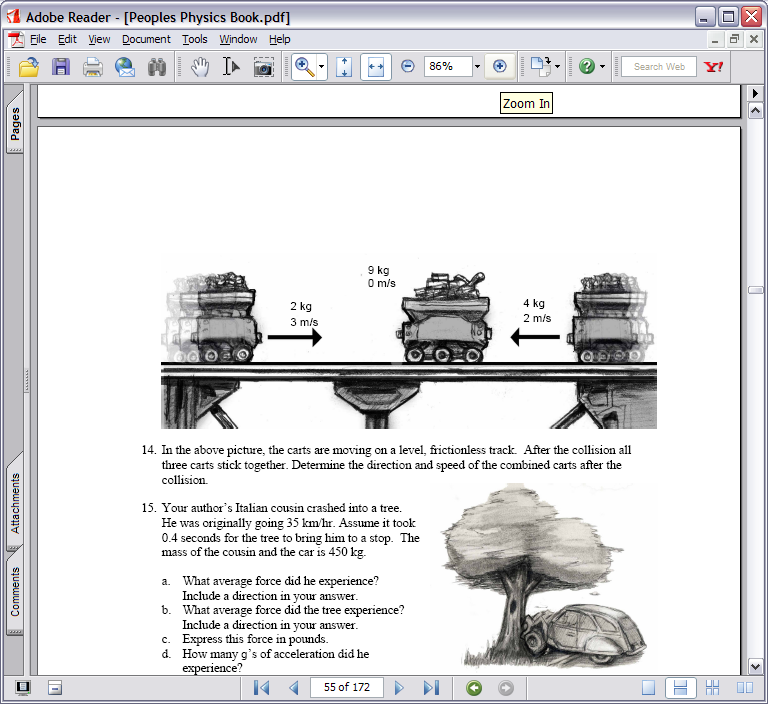 Adobe Reader - [Peoples Physics Book.pdf]
File Edit View Document Tools Window Help
86% Search Web Y!
Zoom In
Pages
Attachments
Comments
9 kg
0 m/s
2 kg
3 m/s
4 kg
2 m/s
14. In the above picture, the carts are moving on a level, frictionless track. After the collision all
three carts stick together. Determine the direction and speed of the combined carts after the
collision.
15. Your author's Italian cousin crashed into a tree.
He was originally going 35 km/hr. Assume it took
0.4 seconds for the tree to bring him to a stop. The
mass of the cousin and the car is 450 kg.
a. What average force did he experience?
Include a direction in your answer.
b. What average force did the tree experience?
Include a direction in your answer.
c. Express this force in pounds.
d. How many g's of acceleration did he
experience?
55 of 172